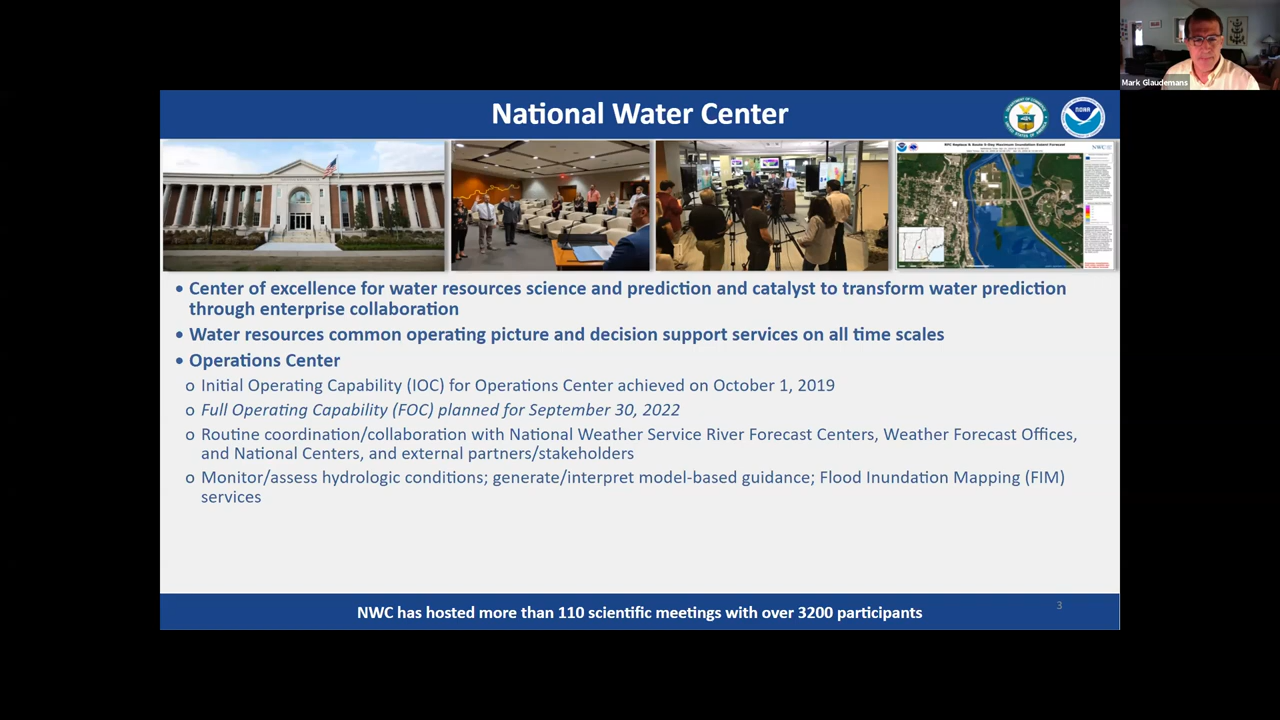 Mark Glaudemans
National Water Center
NOAA
NWC
• Center of excellence for water resources science and prediction and catalyst to transform water prediction
through enterprise collaboration
• Water resources common operating picture and decision support services on all time scales
• Operations Center
o Initial Operating Capability (IOC) for Operations Center achieved on October 1, 2019
o Full Operating Capability (FOC) planned for September 30, 2022
o Routine coordination/collaboration with National Weather Service River Forecast Centers, Weather Forecast Offices,
and National Centers, and external partners/stakeholders
o Monitor/assess hydrologic conditions; generate/interpret model-based guidance; Flood Inundation Mapping (FIM)
services
3
NWC has hosted more than 110 scientific meetings with over 3200 participants